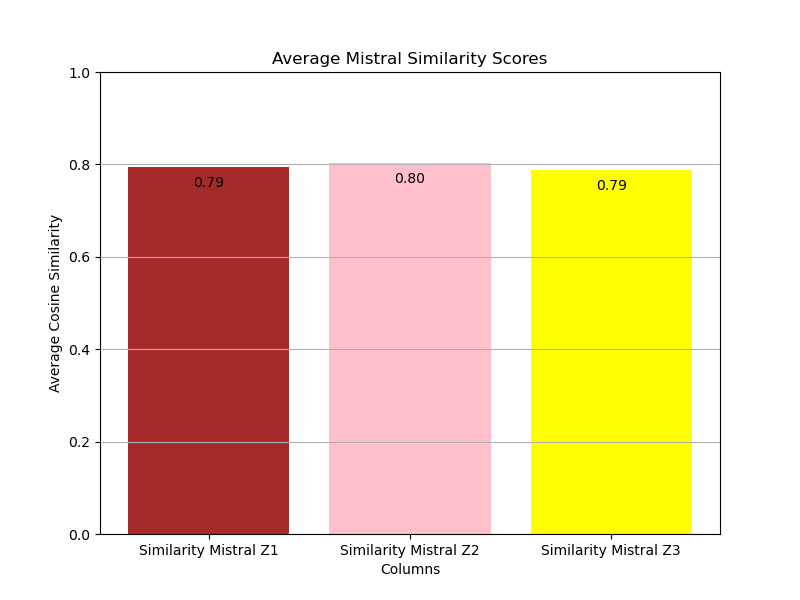 Average Mistral Similarity Scores
1.0
0.8
0.6
0.4
0.2
0.0
Average Cosine Similarity
0.79
0.80
0.79
Similarity Mistral Z1
Similarity Mistral Z2
Similarity Mistral Z3
Columns